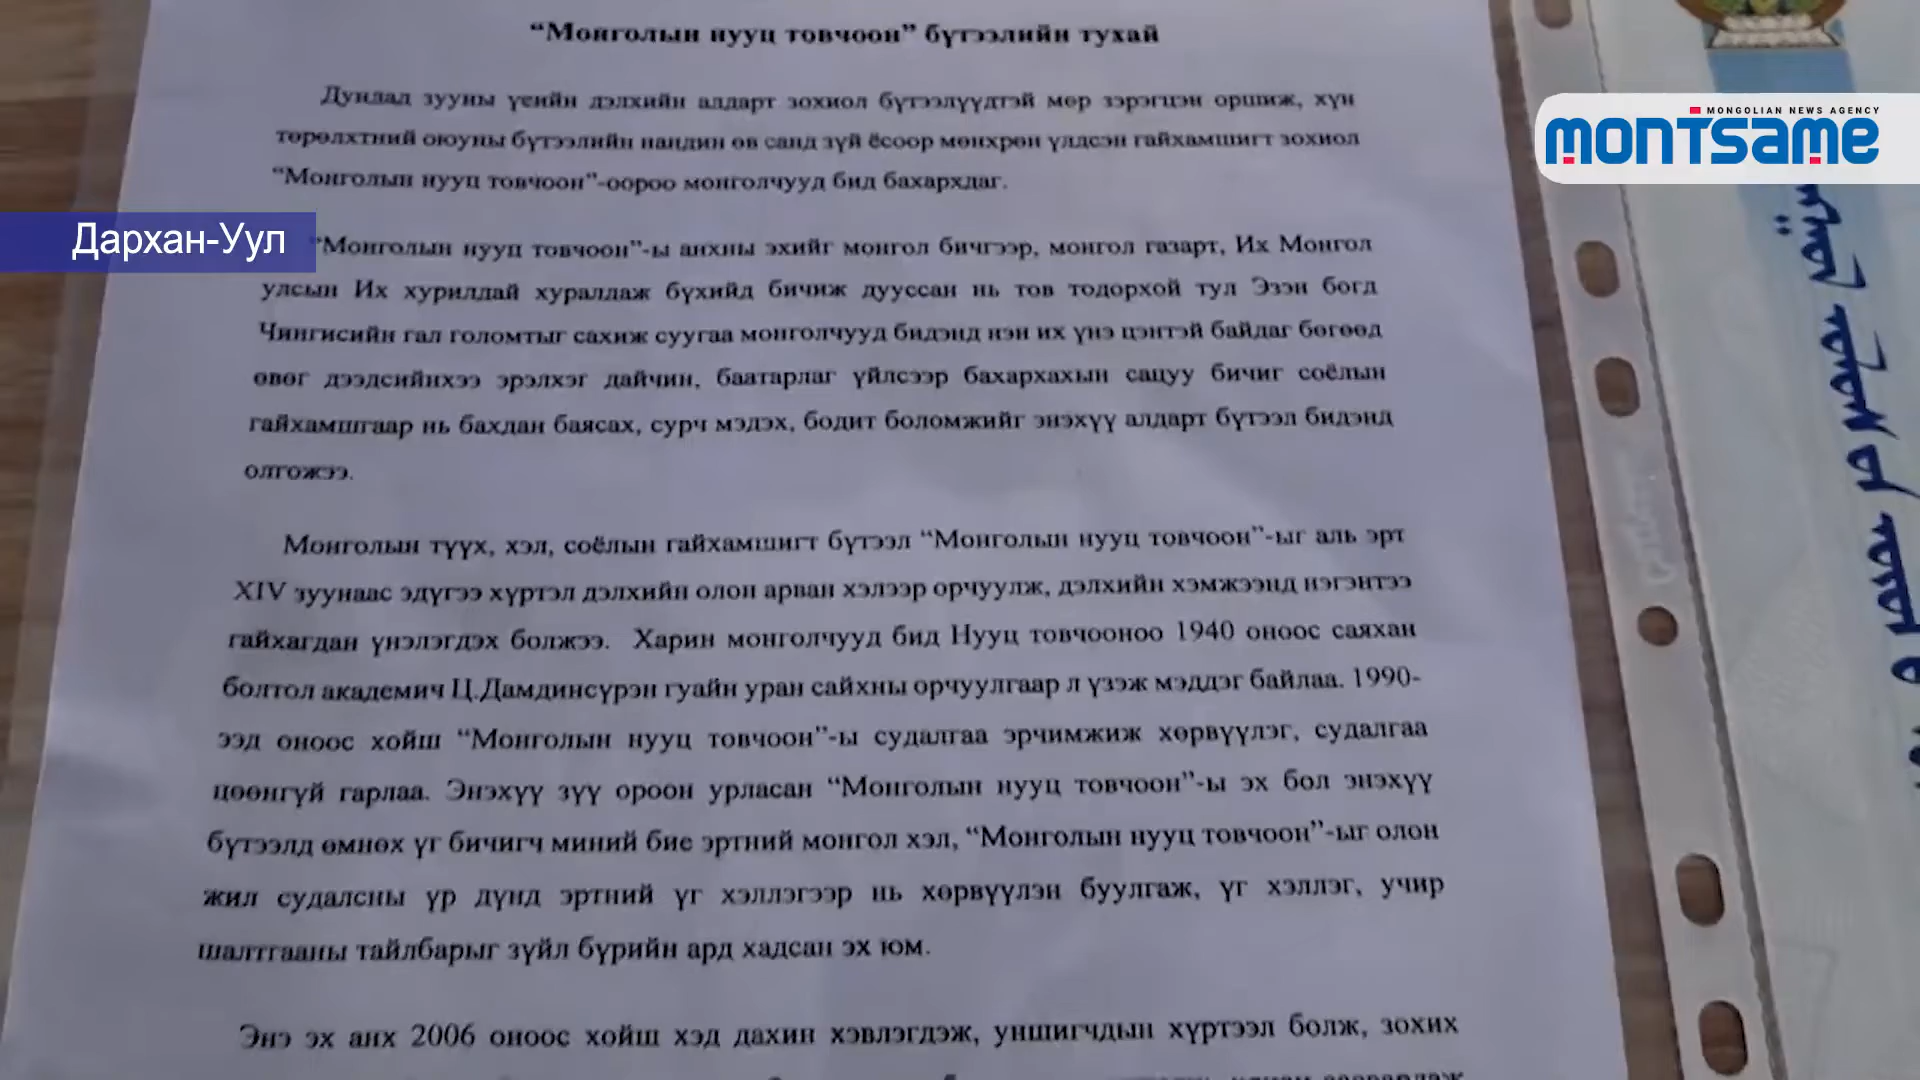 “Монголын нууц товчоон” бүтээлийн тухай
Дундад зууны үеийн дэлхийн алдарт зохиол бүтээлүүдтэй мөр зэрэгцэн оршиж, хүн
төрөлхтний оюуны бүтээлийн нандин өв санд зүй ёсоор мөнхрөн үлдсэн гайхамшигт зохиол
“Монголын нууц товчоон”-оороо монголчууд бид бахархдаг.
“Монголын нууц товчоон”-ы анхны эхийг монгол бичгээр, монгол газарт, Их Монгол
улсын Их хурилдай хуралдаж бүхийд бичиж дууссан нь тов тодорхой тул Эзэн богд
Чингисийн гал голомтыг сахиж суугаа монголчууд бидэнд нэн их үнэ цэнтэй байдаг бөгөөд
өвөг дээдсийнхээ эрэлхэг дайчин, баатарлаг үйлсээр бахархахын сацуу бичиг соёлын
гайхамшгаар нь бахдан баясах, сурч мэдэх, бодит боломжийг энэхүү алдарт бүтээл бидэнд
олгожээ.
Монголын түүх, хэл, соёлын гайхамшигт бүтээл “Монголын нууц товчоон”-ыг аль эрт
XIV зуунаас эдүгээ хүртэл дэлхийн олон арван хэлээр орчуулж, дэлхийн хэмжээнд нэгэнтээ
гайхагдан үнэлэгдэх болжээ. Харин монголчууд бид Нууц товчооноо 1940 оноос саяхан
болтол академич Ц.Дамдинсүрэн гуайн уран сайхны орчуулгаар л үзэж мэддэг байлаа. 1990-
ээд оноос хойш “Монголын нууц товчоон”-ы судалгаа эрчимжиж хөрвүүлэг, судалгаа
цөөнгүй гарлаа. Энэхүү зүү ороон урласан “Монголын нууц товчоон”-ы эх бол энэхүү
бүтээлд өмнөх үг бичигч миний бие эртний монгол хэл, “Монголын нууц товчоон”-ыг олон
жил судалсны үр дүнд эртний үг хэллэгээр нь хөрвүүлэн буулгаж, үг хэллэг, учир
шалтгааны тайлбарыг зүйл бүрийн ард хадсан эх юм.
Энэ эх анх 2006 оноос хойш хэд дахин хэвлэгдэж, уншигчдын хүртээл болж, зохих
Дархан-Уул
MONGOLIAN NEWS AGENCY
MONTSAME